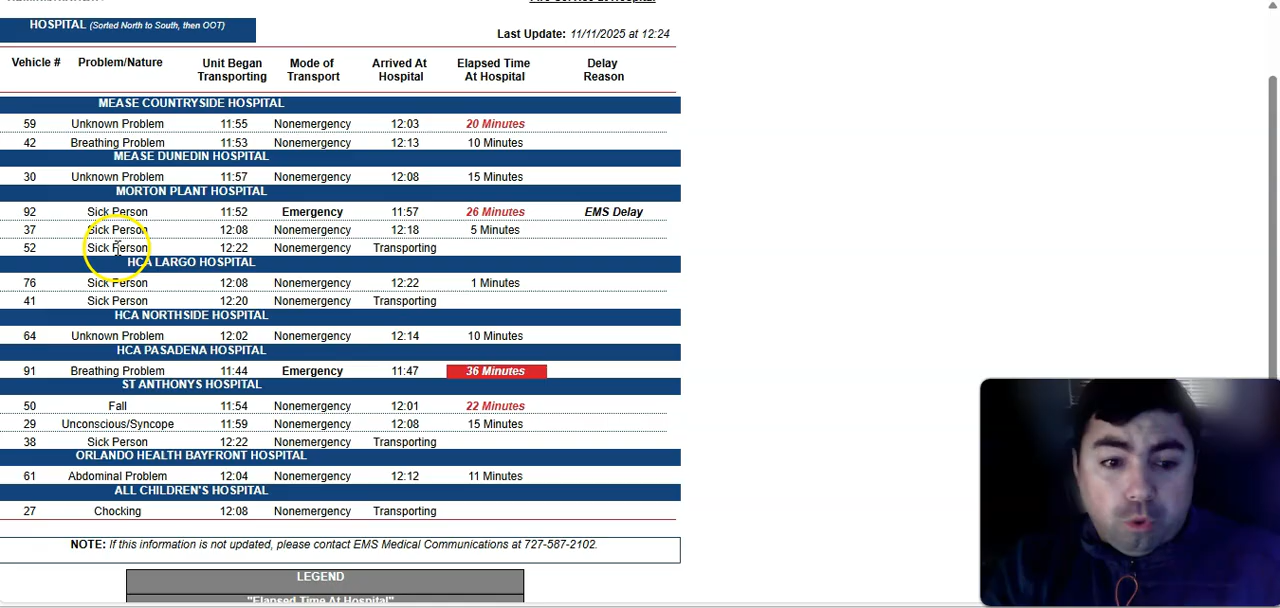 HOSPITAL (Sorted North to South, then OOT)
Last Update: 11/11/2025 at 12:24
Vehicle # Problem/Nature Unit Began Transporting Mode of Transport Arrived At Hospital Elapsed Time At Hospital Delay Reason
MEASE COUNTRYSIDE HOSPITAL
59 Unknown Problem 11:55 Nonemergency 12:03 20 Minutes
42 Breathing Problem 11:53 Nonemergency 12:13 10 Minutes
MEASE DUNEDIN HOSPITAL
30 Unknown Problem 11:57 Nonemergency 12:08 15 Minutes
MORTON PLANT HOSPITAL
92 Sick Person 11:52 Emergency 11:57 26 Minutes EMS Delay
37 Sick Person 12:08 Nonemergency 12:18 5 Minutes
52 Sick Person 12:22 Nonemergency Transporting
HCA LARGO HOSPITAL
76 Sick Person 12:08 Nonemergency 12:22 1 Minutes
41 Sick Person 12:20 Nonemergency Transporting
HCA NORTHSIDE HOSPITAL
64 Unknown Problem 12:02 Nonemergency 12:14 10 Minutes
HCA PASADENA HOSPITAL
91 Breathing Problem 11:44 Emergency 11:47 36 Minutes
ST ANTHONYS HOSPITAL
50 Fall 11:54 Nonemergency 12:01 22 Minutes
29 Unconscious/Syncope 11:59 Nonemergency 12:08 15 Minutes
38 Sick Person 12:22 Nonemergency Transporting
ORLANDO HEALTH BAYFRONT HOSPITAL
61 Abdominal Problem 12:04 Nonemergency 12:12 11 Minutes
ALL CHILDREN'S HOSPITAL
27 Chocking 12:08 Nonemergency Transporting
NOTE: If this information is not updated, please contact EMS Medical Communications at 727-587-2102.
LEGEND
"Elapsed Time At Hospital"